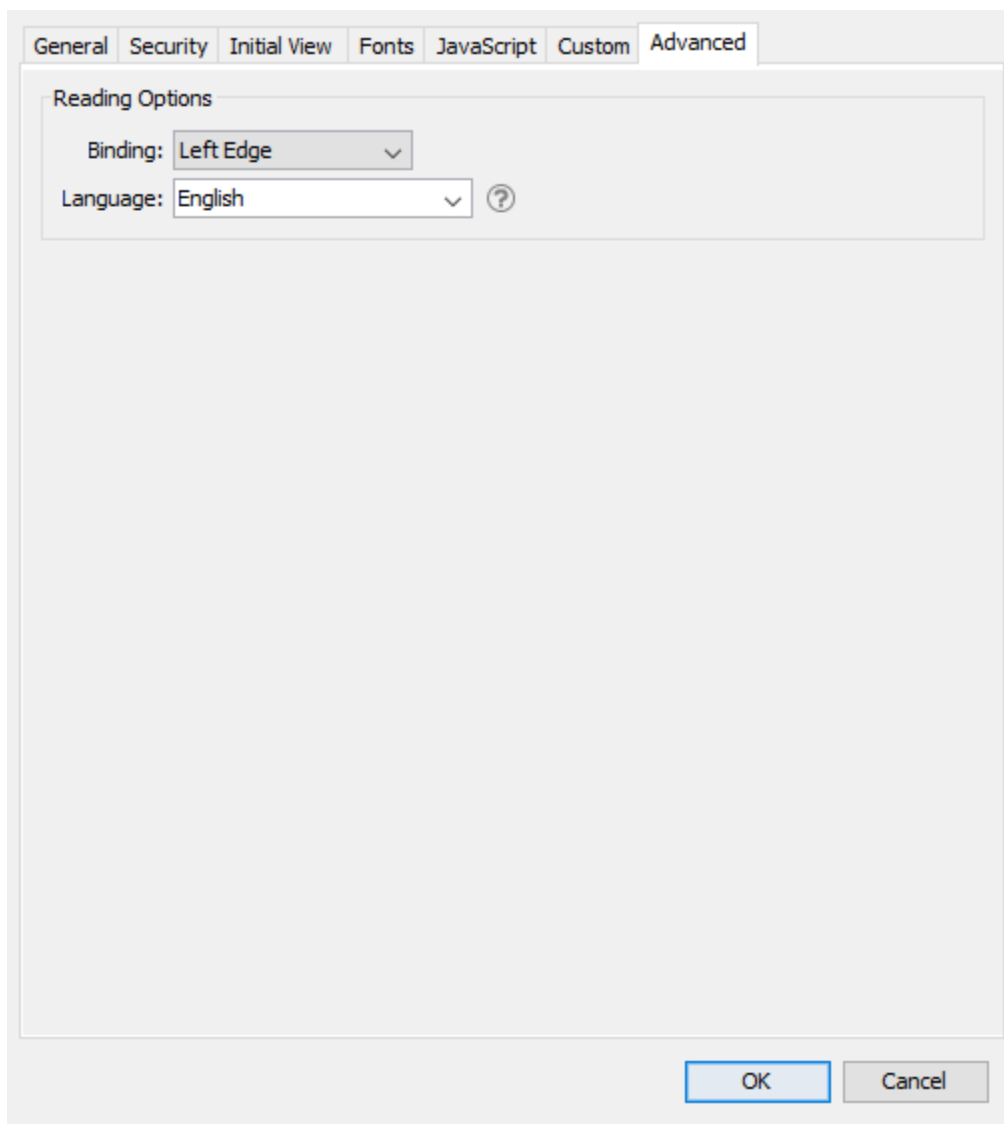 General Security Initial View Fonts JavaScript Custom Advanced
Reading Options
Binding: Left Edge
Language: English ?
OK Cancel